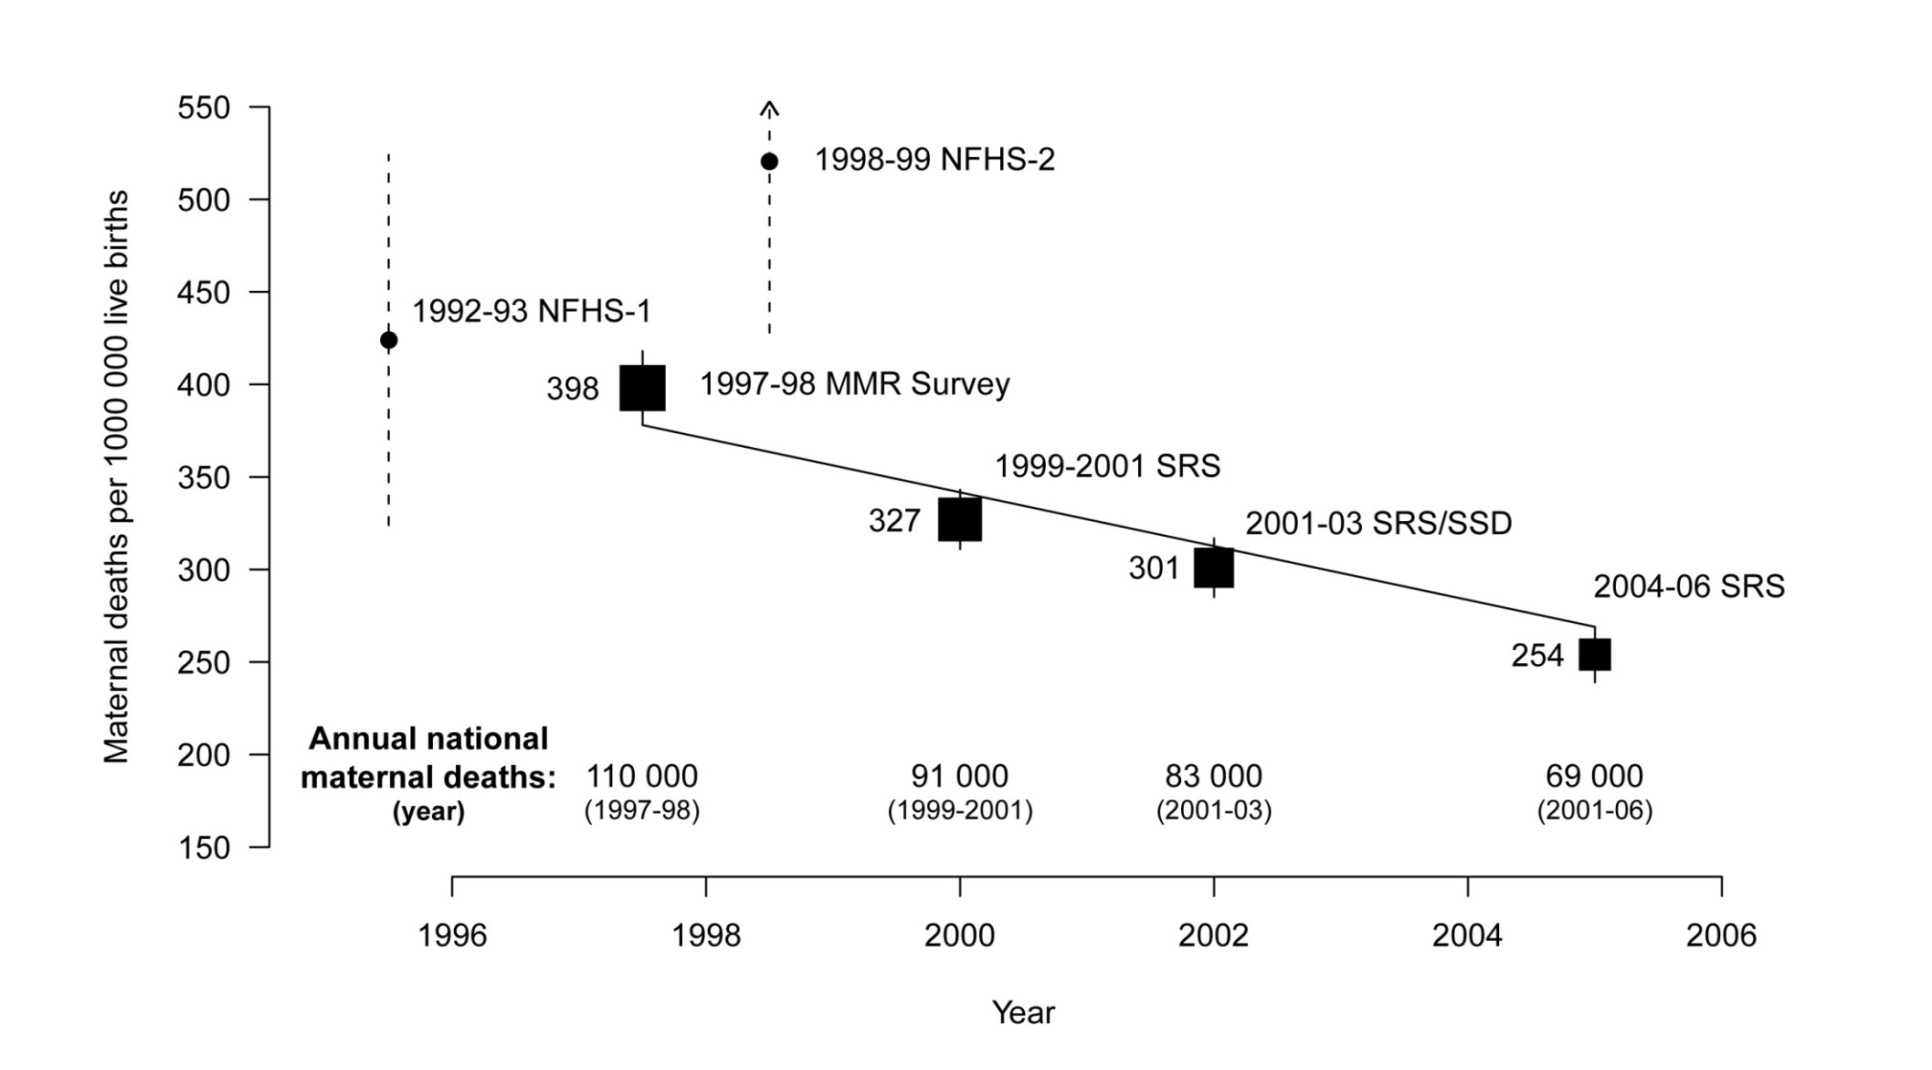 550
500
450
400
350
300
250
200
150
Maternal deaths per 1000 000 live births
1998-99 NFHS-2
1992-93 NFHS-1
398
1997-98 MMR Survey
1999-2001 SRS
327
2001-03 SRS/SSD
301
2004-06 SRS
254
Annual national
maternal deaths:
(year)
110 000
(1997-98)
91 000
(1999-2001)
83 000
(2001-03)
69 000
(2001-06)
1996
1998
2000
2002
2004
2006
Year